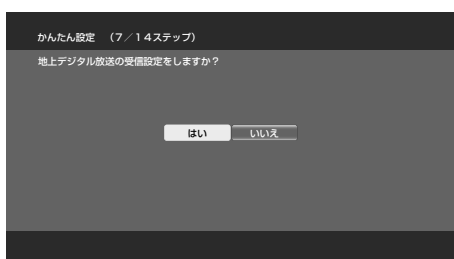 かんたん設定　（７／１４ステップ）
地上デジタル放送の受信設定をしますか？
はい　いいえ